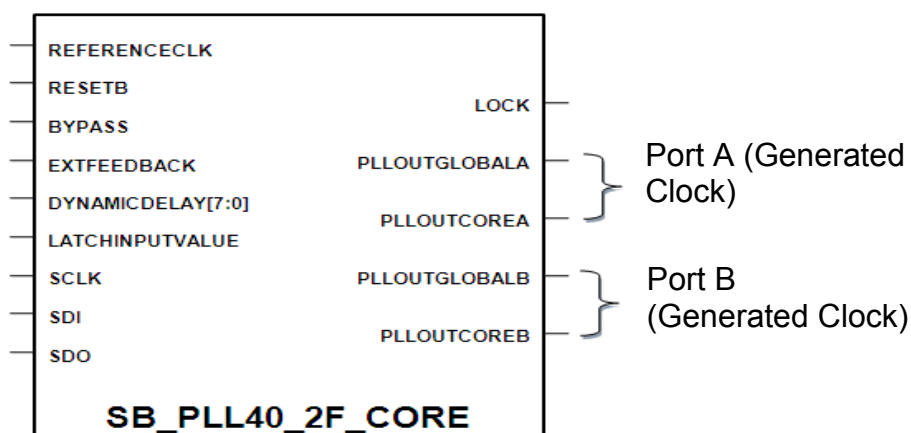 REFERENCECLK
RESETB
BYPASS
EXTFEEDBACK
DYNAMICDELAY[7:0]
LATCHINPUTVALUE
SCLK
SDI
SDO
LOCK
PLLOUTGLOBALA
PLLOUTCOREA
PLLOUTGLOBALB
PLLOUTCOREB
SB_PLL40_2F_CORE
Port A (Generated
Clock)
Port B
(Generated Clock)